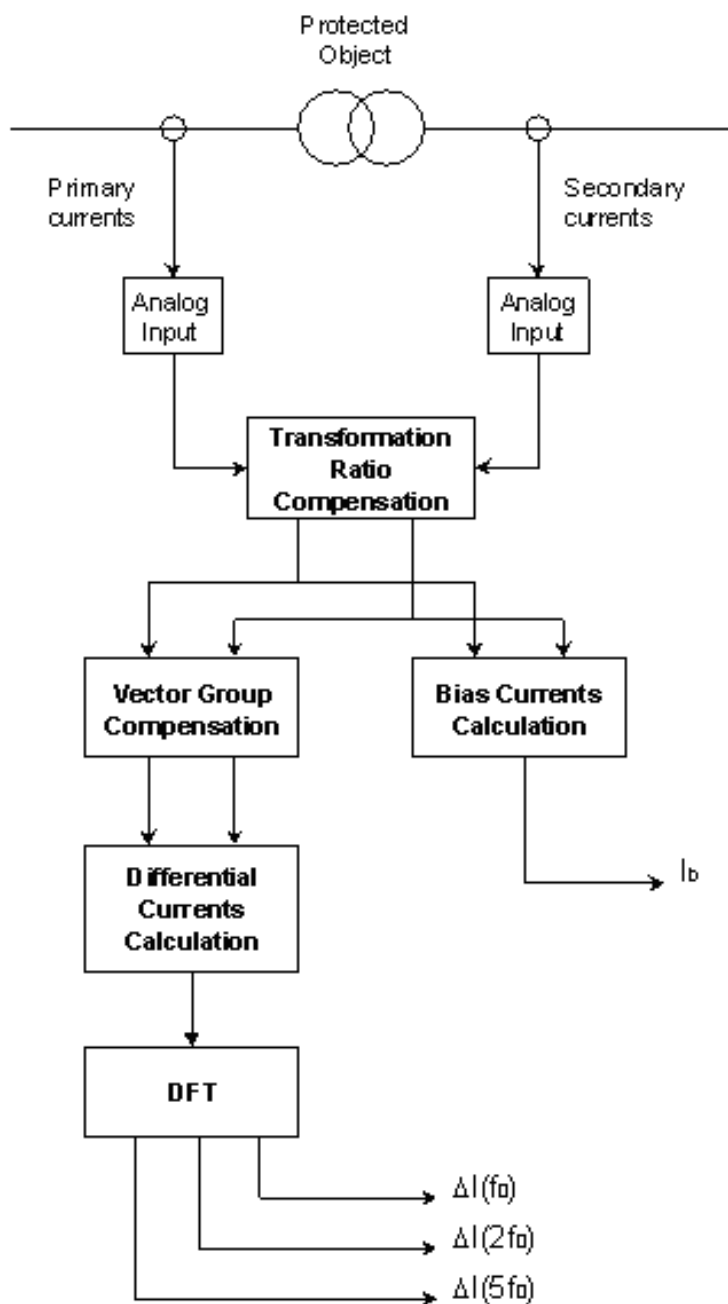 Protected
Object
Primary
currents
Secondary
currents
Analog
Input
Analog
Input
Transformation
Ratio
Compensation
Vector Group
Compensation
Bias Currents
Calculation
Differential
Currents
Calculation
Ib
DFT
ΔI(f0)
ΔI(2f0)
ΔI(5f0)